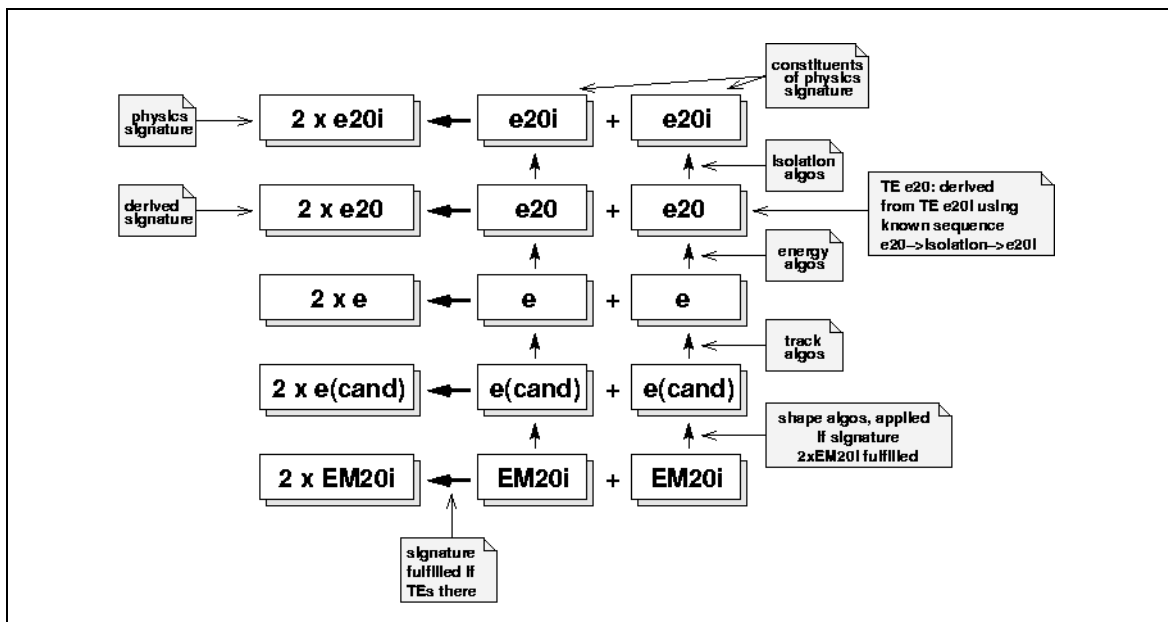 constituents
of physics
signature
physics
signature
2 x e20i
e20i
+
e20i
isolation
algos
derived
signature
2 x e20
e20
+
e20
TE e20: derived
from TE e20i using
known sequence
e20->isolation->e20i
energy
algos
2 x e
e
+
e
track
algos
2 x e(cand)
e(cand)
+
e(cand)
shape algos, applied
if signature
2xEM20i fulfilled
2 x EM20i
EM20i
+
EM20i
signature
fulfilled if
TEs there